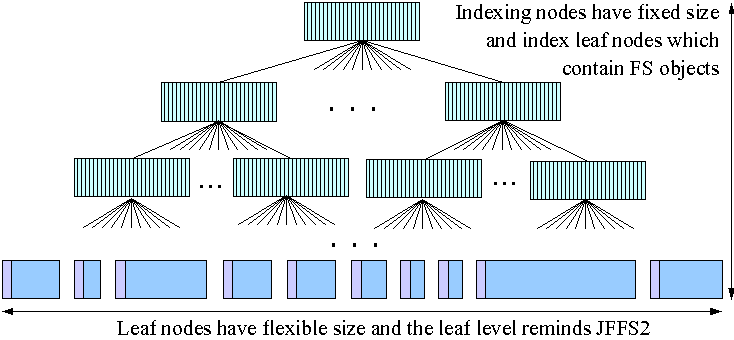 Indexing nodes have fixed size
and index leaf nodes which
contain FS objects
. . .
...
...
. . .
Leaf nodes have flexible size and the leaf level reminds JFFS2